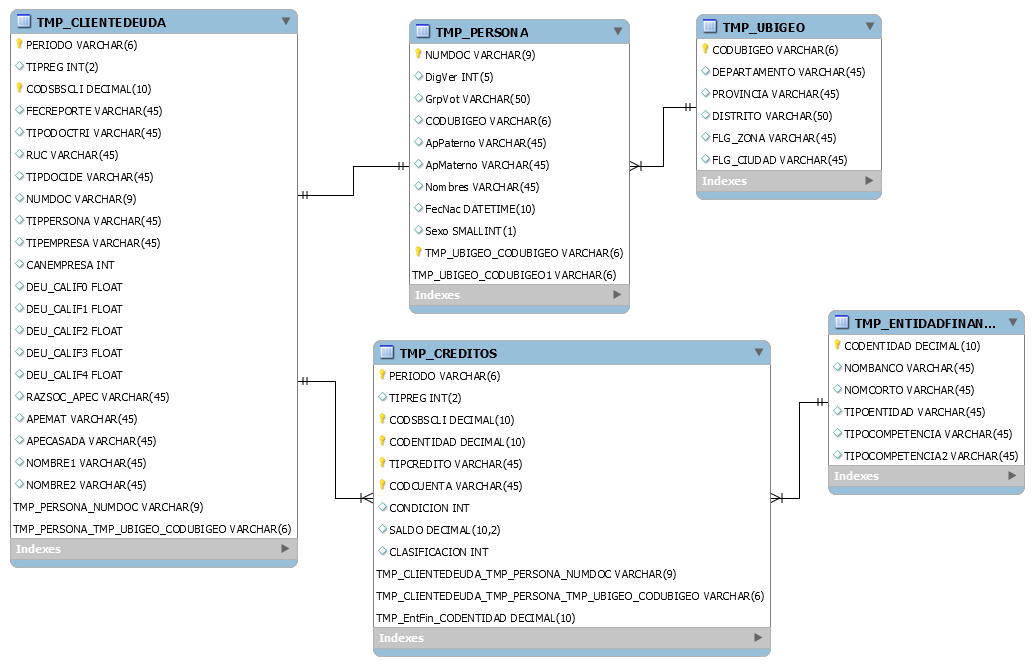 TMP_CLIENTEDEUDA
PERIODO VARCHAR(6)
TIPREG INT(2)
CODSBSCLI DECIMAL(10)
FECREPORTE VARCHAR(45)
TIPODOCTRI VARCHAR(45)
RUC VARCHAR(45)
TIPDOCIDE VARCHAR(45)
NUMDOC VARCHAR(9)
TIPPERSONA VARCHAR(45)
TIPEMPRESA VARCHAR(45)
CANEMPRESA INT
DEU_CALIF0 FLOAT
DEU_CALIF1 FLOAT
DEU_CALIF2 FLOAT
DEU_CALIF3 FLOAT
DEU_CALIF4 FLOAT
RAZSOC_APEC VARCHAR(45)
APEMAT VARCHAR(45)
APECASADA VARCHAR(45)
NOMBRE1 VARCHAR(45)
NOMBRE2 VARCHAR(45)
TMP_PERSONA_NUMDOC VARCHAR(9)
TMP_PERSONA_TMP_UBIGEO_CODUBIGEO VARCHAR(6)
Indexes
TMP_PERSONA
NUMDOC VARCHAR(9)
DigVer INT(5)
GrpVot VARCHAR(50)
CODUBIGEO VARCHAR(6)
ApPaterno VARCHAR(45)
ApMaterno VARCHAR(45)
Nombres VARCHAR(45)
FecNac DATETIME(10)
Sexo SMALLINT(1)
TMP_UBIGEO_CODUBIGEO VARCHAR(6)
TMP_UBIGEO_CODUBIGEO1 VARCHAR(6)
Indexes
TMP_UBIGEO
CODUBIGEO VARCHAR(6)
DEPARTAMENTO VARCHAR(45)
PROVINCIA VARCHAR(45)
DISTRITO VARCHAR(50)
FLG_ZONA VARCHAR(45)
FLG_CIUDAD VARCHAR(45)
Indexes
TMP_CREDITOS
PERIODO VARCHAR(6)
TIPREG INT(2)
CODSBSCLI DECIMAL(10)
CODENTIDAD DECIMAL(10)
TIPCREDITO VARCHAR(45)
CODCUENTA VARCHAR(45)
CONDICION INT
SALDO DECIMAL(10,2)
CLASIFICACION INT
TMP_CLIENTEDEUDA_TMP_PERSONA_NUMDOC VARCHAR(9)
TMP_CLIENTEDEUDA_TMP_PERSONA_TMP_UBIGEO_CODUBIGEO VARCHAR(6)
TMP_EntFin_CODENTIDAD DECIMAL(10)
Indexes
TMP_ENTIDADFINAN...
CODENTIDAD DECIMAL(10)
NOMBANCO VARCHAR(45)
NOMCORTO VARCHAR(45)
TIPOENTIDAD VARCHAR(45)
TIPOCOMPETENCIA VARCHAR(45)
TIPOCOMPETENCIA2 VARCHAR(45)
Indexes